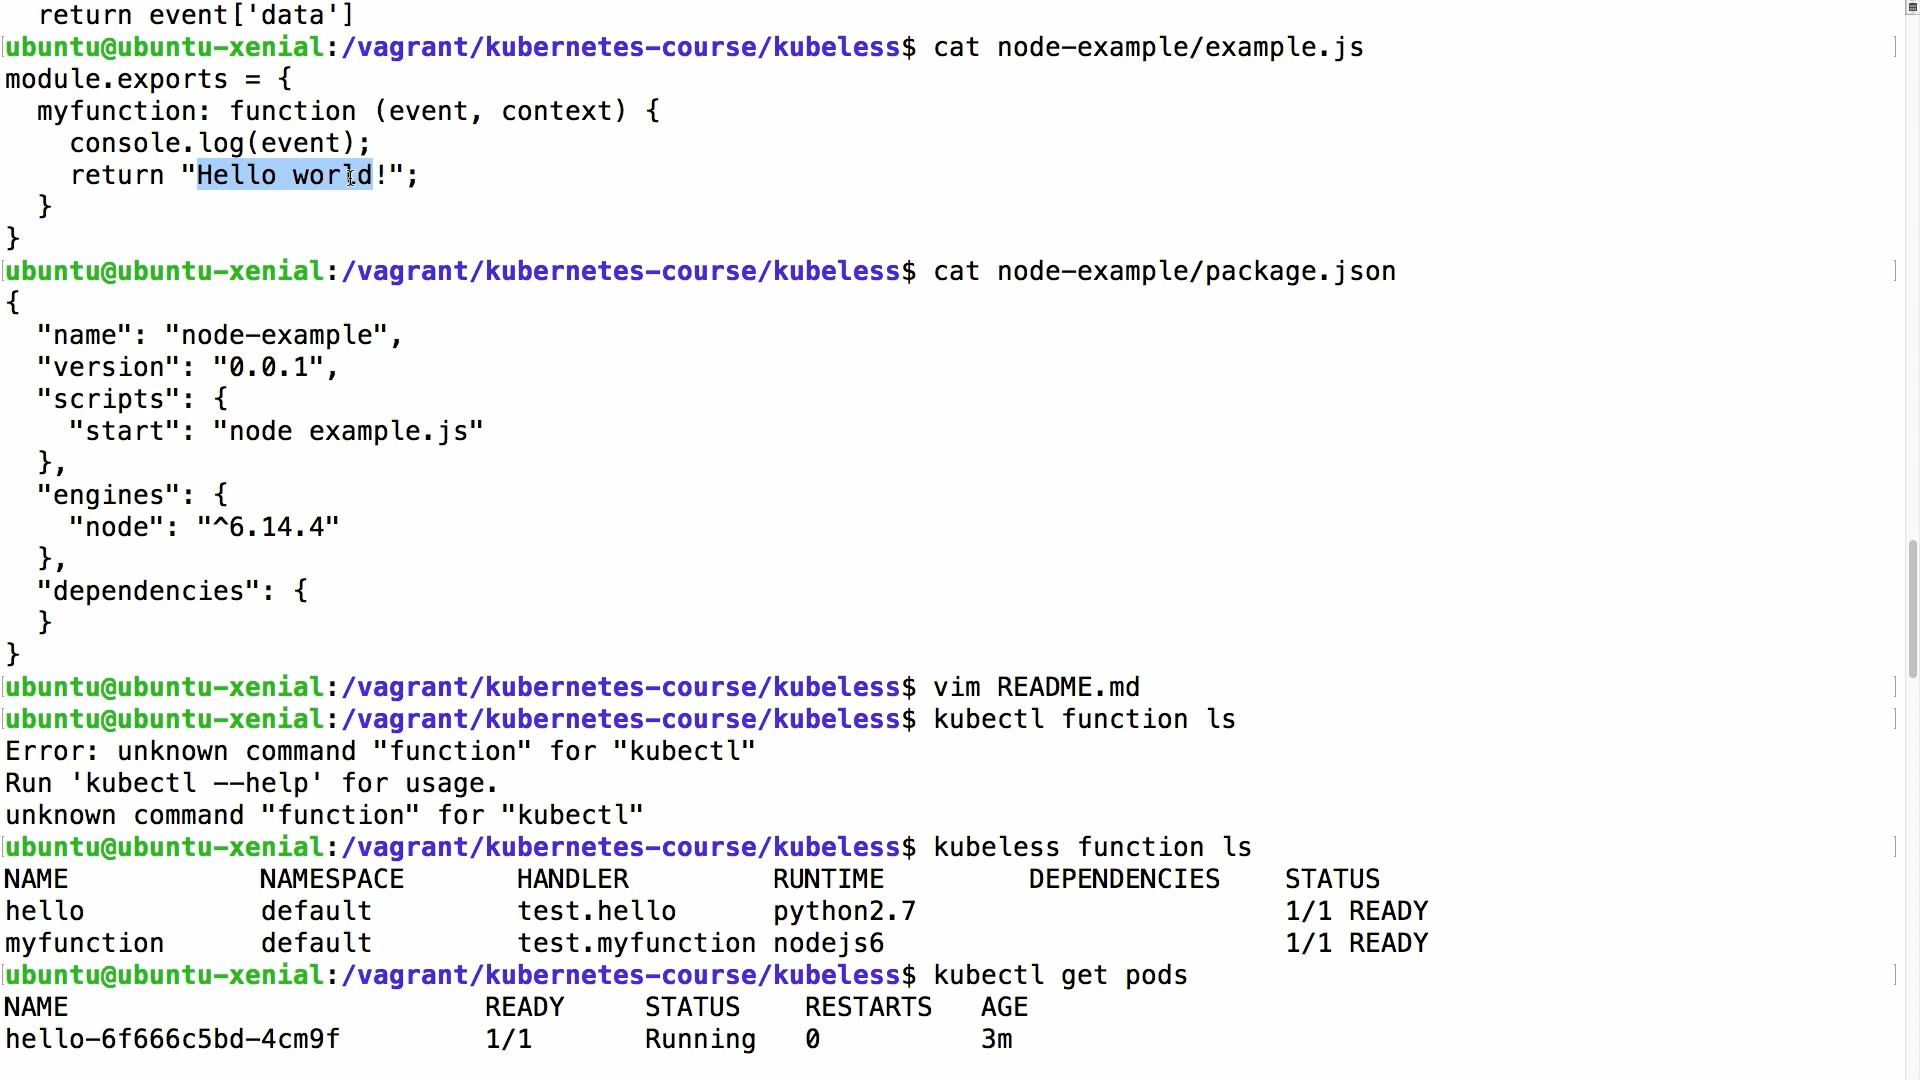 return event['data']
ubuntu@ubuntu-xenial:/vagrant/kubernetes-course/kubeless$ cat node-example/example.js
module.exports = {
  myfunction: function (event, context) {
    console.log(event);
    return "Hello world!";
  }
}
ubuntu@ubuntu-xenial:/vagrant/kubernetes-course/kubeless$ cat node-example/package.json
{
  "name": "node-example",
  "version": "0.0.1",
  "scripts": {
    "start": "node example.js"
  },
  "engines": {
    "node": "^6.14.4"
  },
  "dependencies": {
  }
}
ubuntu@ubuntu-xenial:/vagrant/kubernetes-course/kubeless$ vim README.md
ubuntu@ubuntu-xenial:/vagrant/kubernetes-course/kubeless$ kubectl function ls
Error: unknown command "function" for "kubectl"
Run 'kubectl --help' for usage.
unknown command "function" for "kubectl"
ubuntu@ubuntu-xenial:/vagrant/kubernetes-course/kubeless$ kubeless function ls
NAME            NAMESPACE       HANDLER         RUNTIME         DEPENDENCIES    STATUS
hello           default         test.hello      python2.7                       1/1 READY
myfunction      default         test.myfunction nodejs6                         1/1 READY
ubuntu@ubuntu-xenial:/vagrant/kubernetes-course/kubeless$ kubectl get pods
NAME                          READY     STATUS    RESTARTS   AGE
hello-6f666c5bd-4cm9f         1/1       Running   0          3m